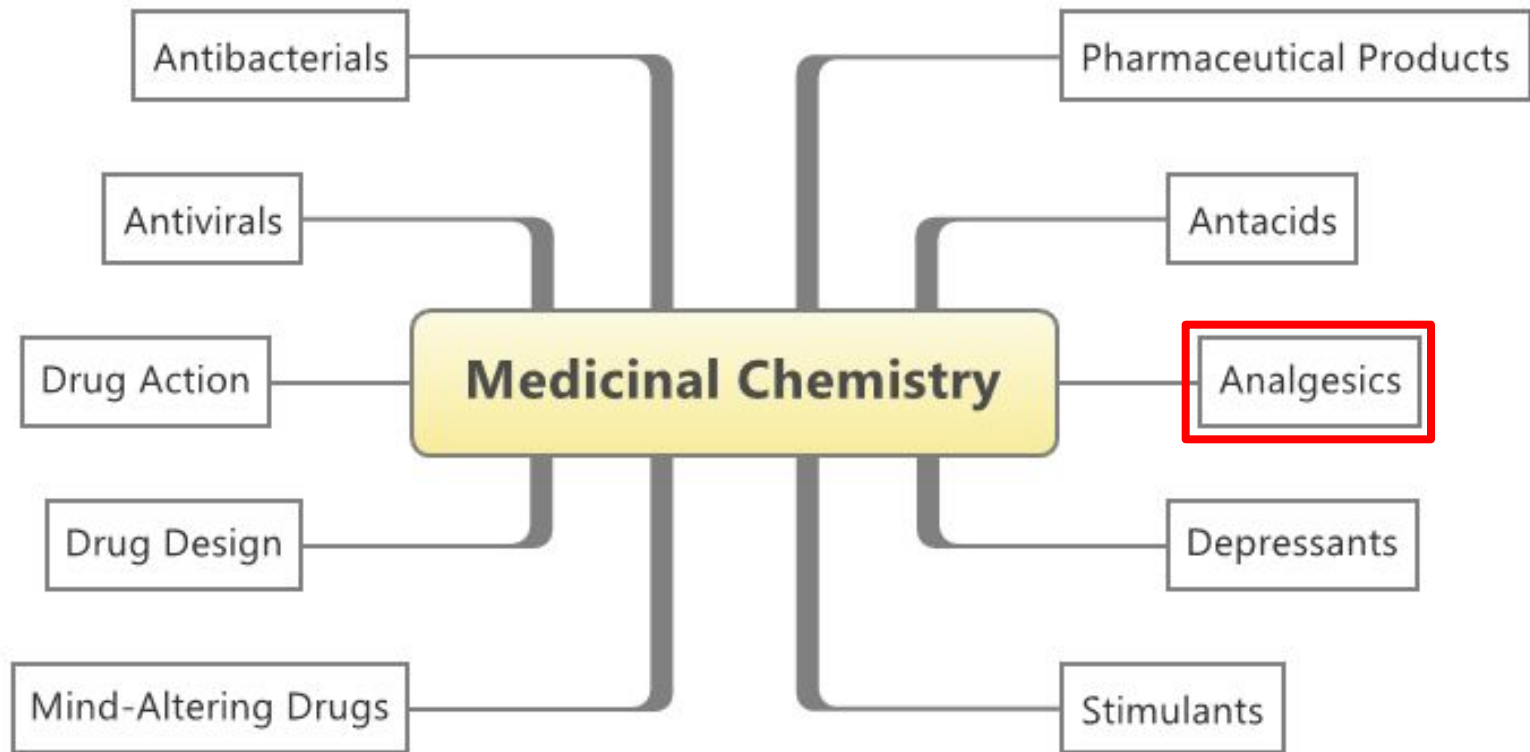 Antibacterials
Pharmaceutical Products
Antivirals
Antacids
Drug Action
Medicinal Chemistry
Analgesics
Drug Design
Depressants
Mind-Altering Drugs
Stimulants